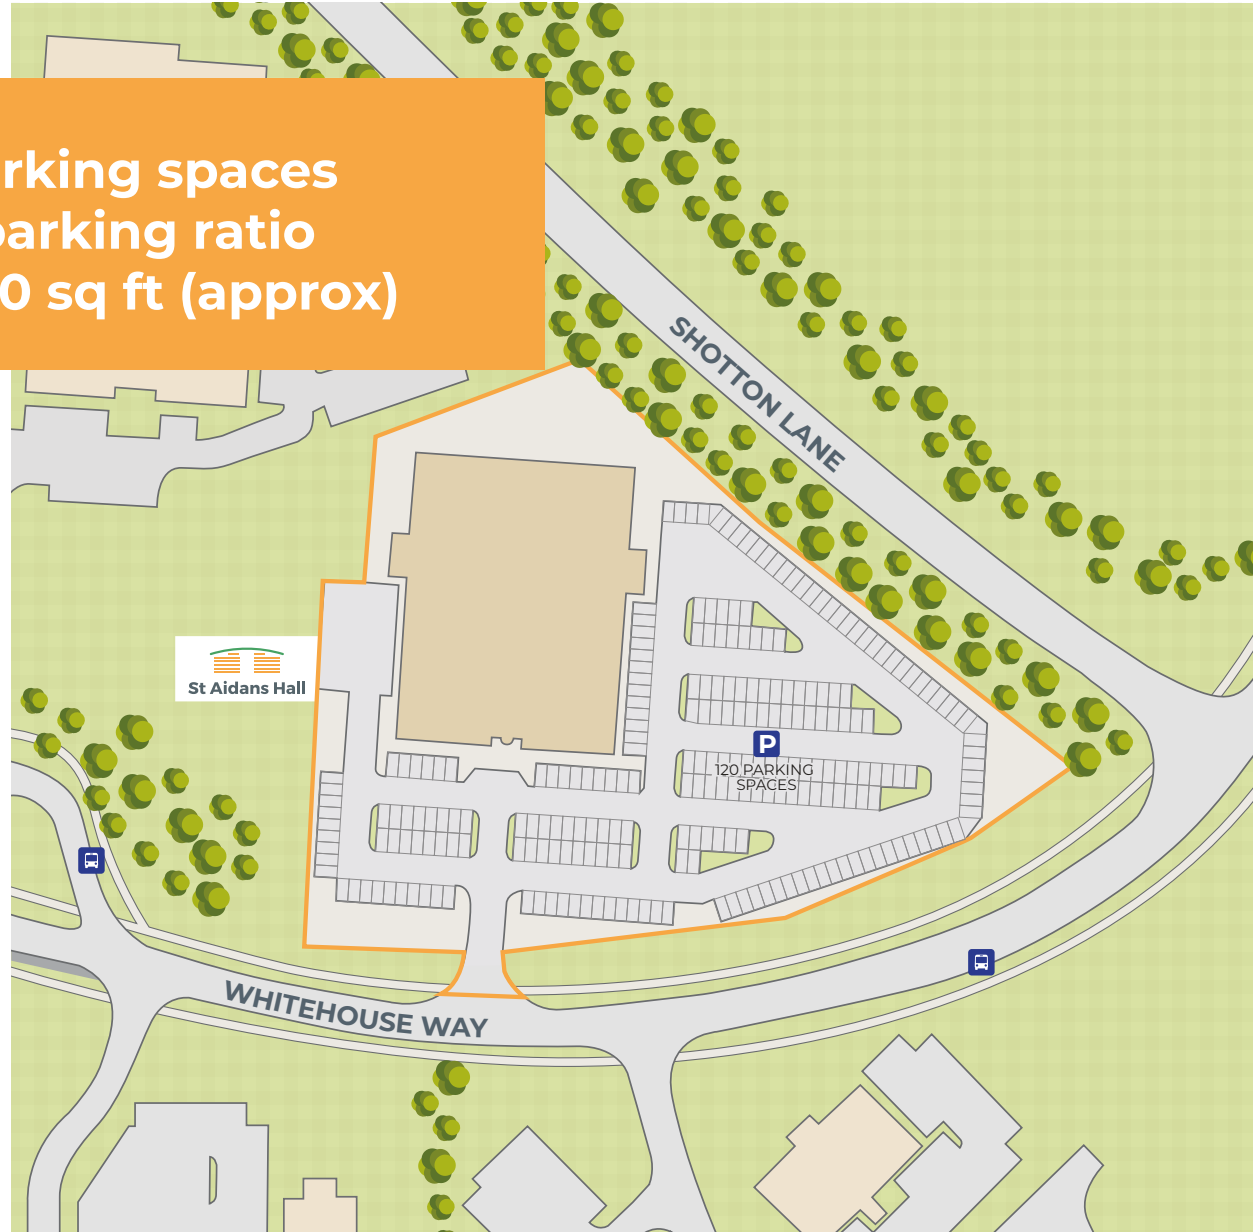 rking spaces
parking ratio
0 sq ft (approx)
SHOTTON LANE
St Aidans Hall
P
120 PARKING
SPACES
WHITEHOUSE WAY